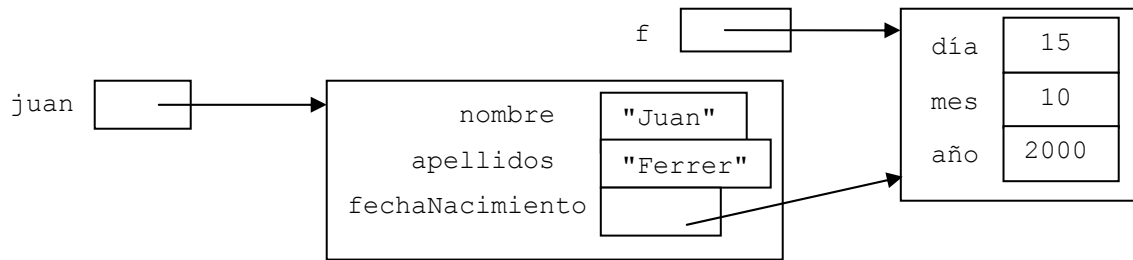 f
día 15
juan
mes 10
nombre "Juan"
apellidos "Ferrer"
año 2000
fechaNacimiento